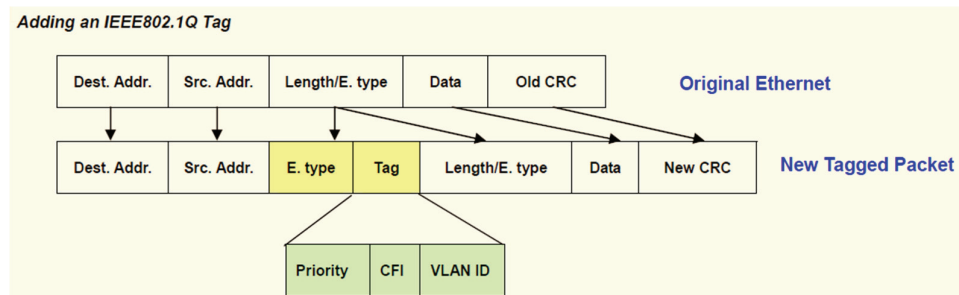 Adding an IEEE802.1Q Tag
Dest. Addr. Src. Addr. Length/E. type Data Old CRC Original Ethernet
Dest. Addr. Src. Addr. E. type Tag Length/E. type Data New CRC New Tagged Packet
Priority CFI VLAN ID